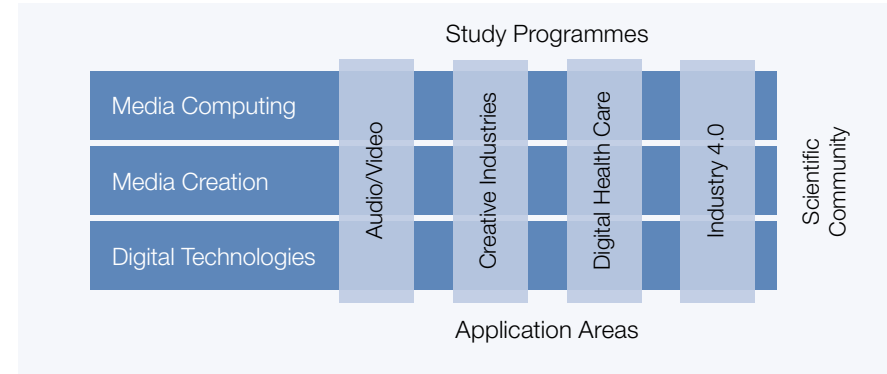 Study Programmes
Media Computing
Media Creation
Digital Technologies
Audio/Video
Creative Industries
Digital Health Care
Industry 4.0
Scientific
Community
Application Areas